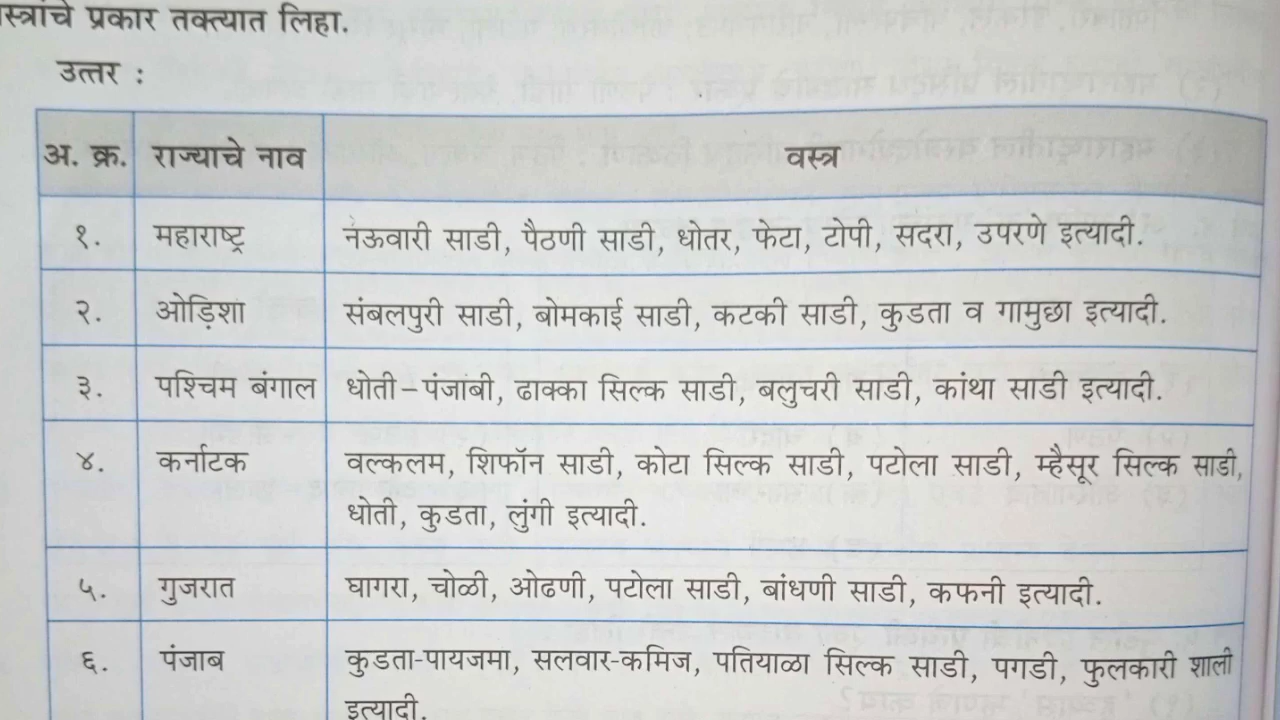 प्रकार तक्त्यात लिहा.
उत्तर :
अ. क्र. राज्याचे नाव वस्त्र
१. महाराष्ट्र नऊवारी साडी, पैठणी साडी, धोतर, फेटा, टोपी, सदरा, उपरणे इत्यादी.
२. ओड़िशा संबलपुरी साडी, बोमकाई साडी, कटकी साडी, कुडता व गामुछा इत्यादी.
३. पश्चिम बंगाल धोती – पंजाबी, ढाक्का सिल्क साडी, बलुचरी साडी, कांथा साडी इत्यादी.
४. कर्नाटक वल्कलम, शिफॉन साडी, कोटा सिल्क साडी, पटोला साडी, म्हैसूर सिल्क साडी,
धोती, कुडता, लुंगी इत्यादी.
५. गुजरात घागरा, चोळी, ओढणी, पटोला साडी, बांधणी साडी, कफनी इत्यादी.
६. पंजाब कुडता-पायजमा, सलवार-कमिज, पतियाळा सिल्क साडी, पगडी, फुलकारी शाली
इत्यादी.